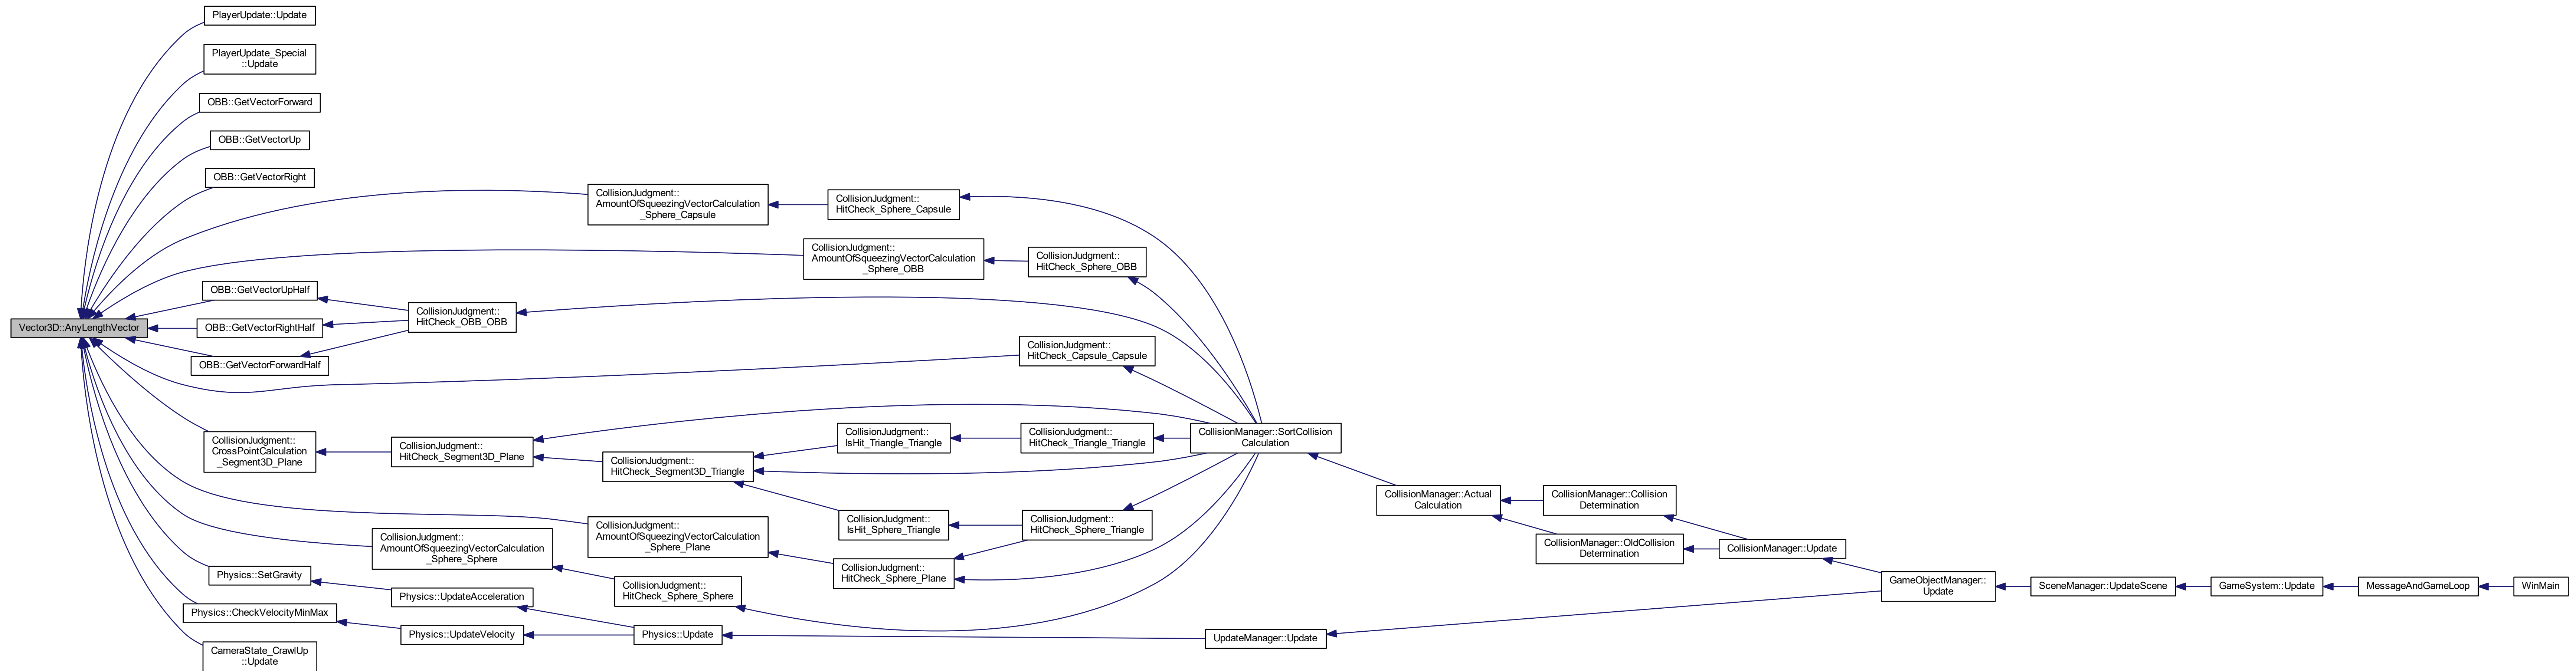 PlayerUpdate::Update
PlayerUpdate_Special
::Update
OBB::GetVectorForward
OBB::GetVectorUp
OBB::GetVectorRight
CollisionJudgment::
AmountOfSqueezingVectorCalculation
_Sphere_Capsule
CollisionJudgment::
HitCheck_Sphere_Capsule
CollisionJudgment::
AmountOfSqueezingVectorCalculation
_Sphere_OBB
CollisionJudgment::
HitCheck_Sphere_OBB
OBB::GetVectorUpHalf
Vector3D::AnyLengthVector
OBB::GetVectorRightHalf
OBB::GetVectorForwardHalf
CollisionJudgment::
HitCheck_OBB_OBB
CollisionJudgment::
HitCheck_Capsule_Capsule
CollisionJudgment::
CrossPointCalculation
_Segment3D_Plane
CollisionJudgment::
HitCheck_Segment3D_Plane
CollisionJudgment::
HitCheck_Segment3D_Triangle
CollisionJudgment::
IsHit_Triangle_Triangle
CollisionJudgment::
HitCheck_Triangle_Triangle
CollisionManager::SortCollision
Calculation
CollisionManager::Actual
Calculation
CollisionManager::Collision
Determination
CollisionJudgment::
AmountOfSqueezingVectorCalculation
_Sphere_Plane
CollisionJudgment::
IsHit_Sphere_Triangle
CollisionJudgment::
HitCheck_Sphere_Triangle
CollisionJudgment::
AmountOfSqueezingVectorCalculation
_Sphere_Sphere
CollisionJudgment::
HitCheck_Sphere_Plane
CollisionManager::OldCollision
Determination
CollisionManager::Update
Physics::SetGravity
Physics::UpdateAcceleration
CollisionJudgment::
HitCheck_Sphere_Sphere
GameObjectManager::
Update
SceneManager::UpdateScene
GameSystem::Update
MessageAndGameLoop
WinMain
Physics::CheckVelocityMinMax
Physics::UpdateVelocity
Physics::Update
UpdateManager::Update
CameraState_CrawlUp
::Update